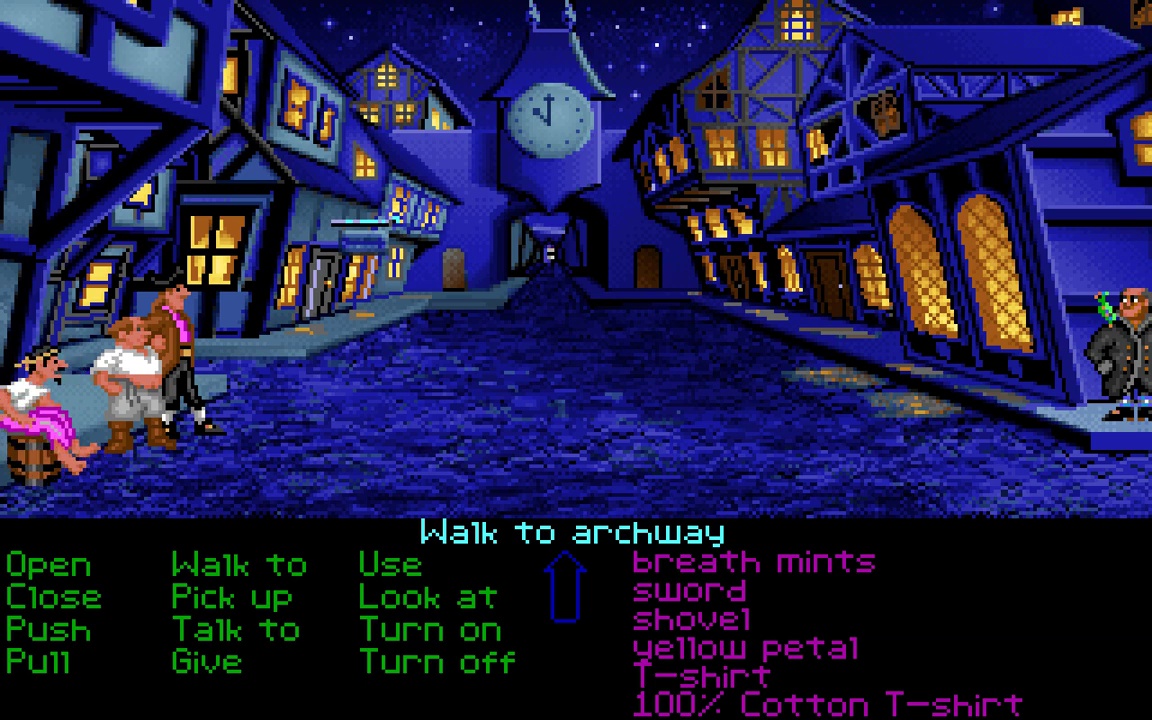 Walk to archway
Open Walk to Use
Close Pick up Look at
Push Talk to Turn on
Pull Give Turn off
breath mints
sword
shovel
yellow petal
T-shirt
100% Cotton T-shirt